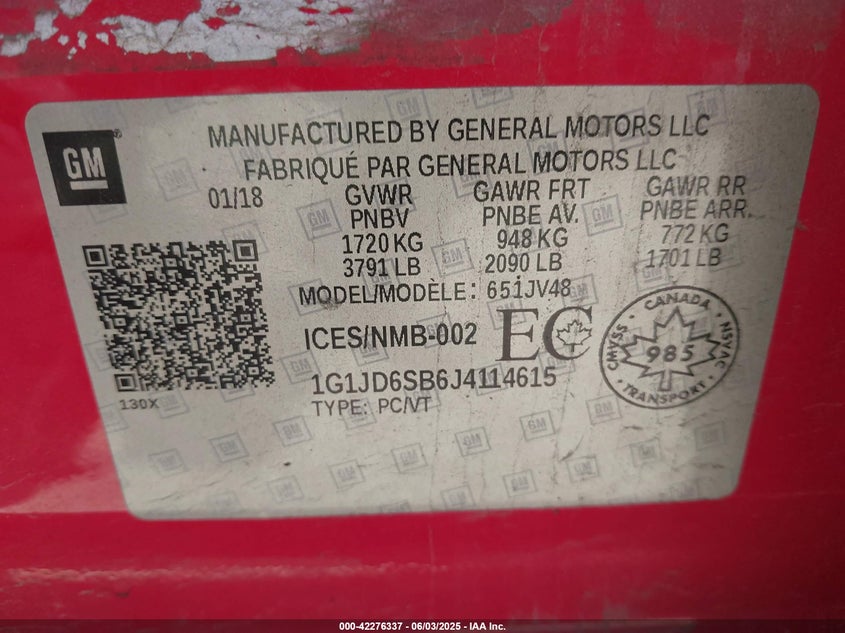 GM
MANUFACTURED BY GENERAL MOTORS LLC
FABRIQUÉ PAR GENERAL MOTORS LLC
01/18 GVWR GAWR FRT GAWR RR
PNBV PNBE AV. PNBE ARR.
1720 KG 948 KG 772 KG
3791 LB 2090 LB 1701 LB
MODEL/MODÈLE: 651JV48
ICES/NMB-002 EC
CANADA
CMVSS 985 NSVAC
TRANSPORT
1G1JD6SB6J4114615
130X TYPE: PC/VT
000-42276337 - 06/03/2025 - IAA Inc.